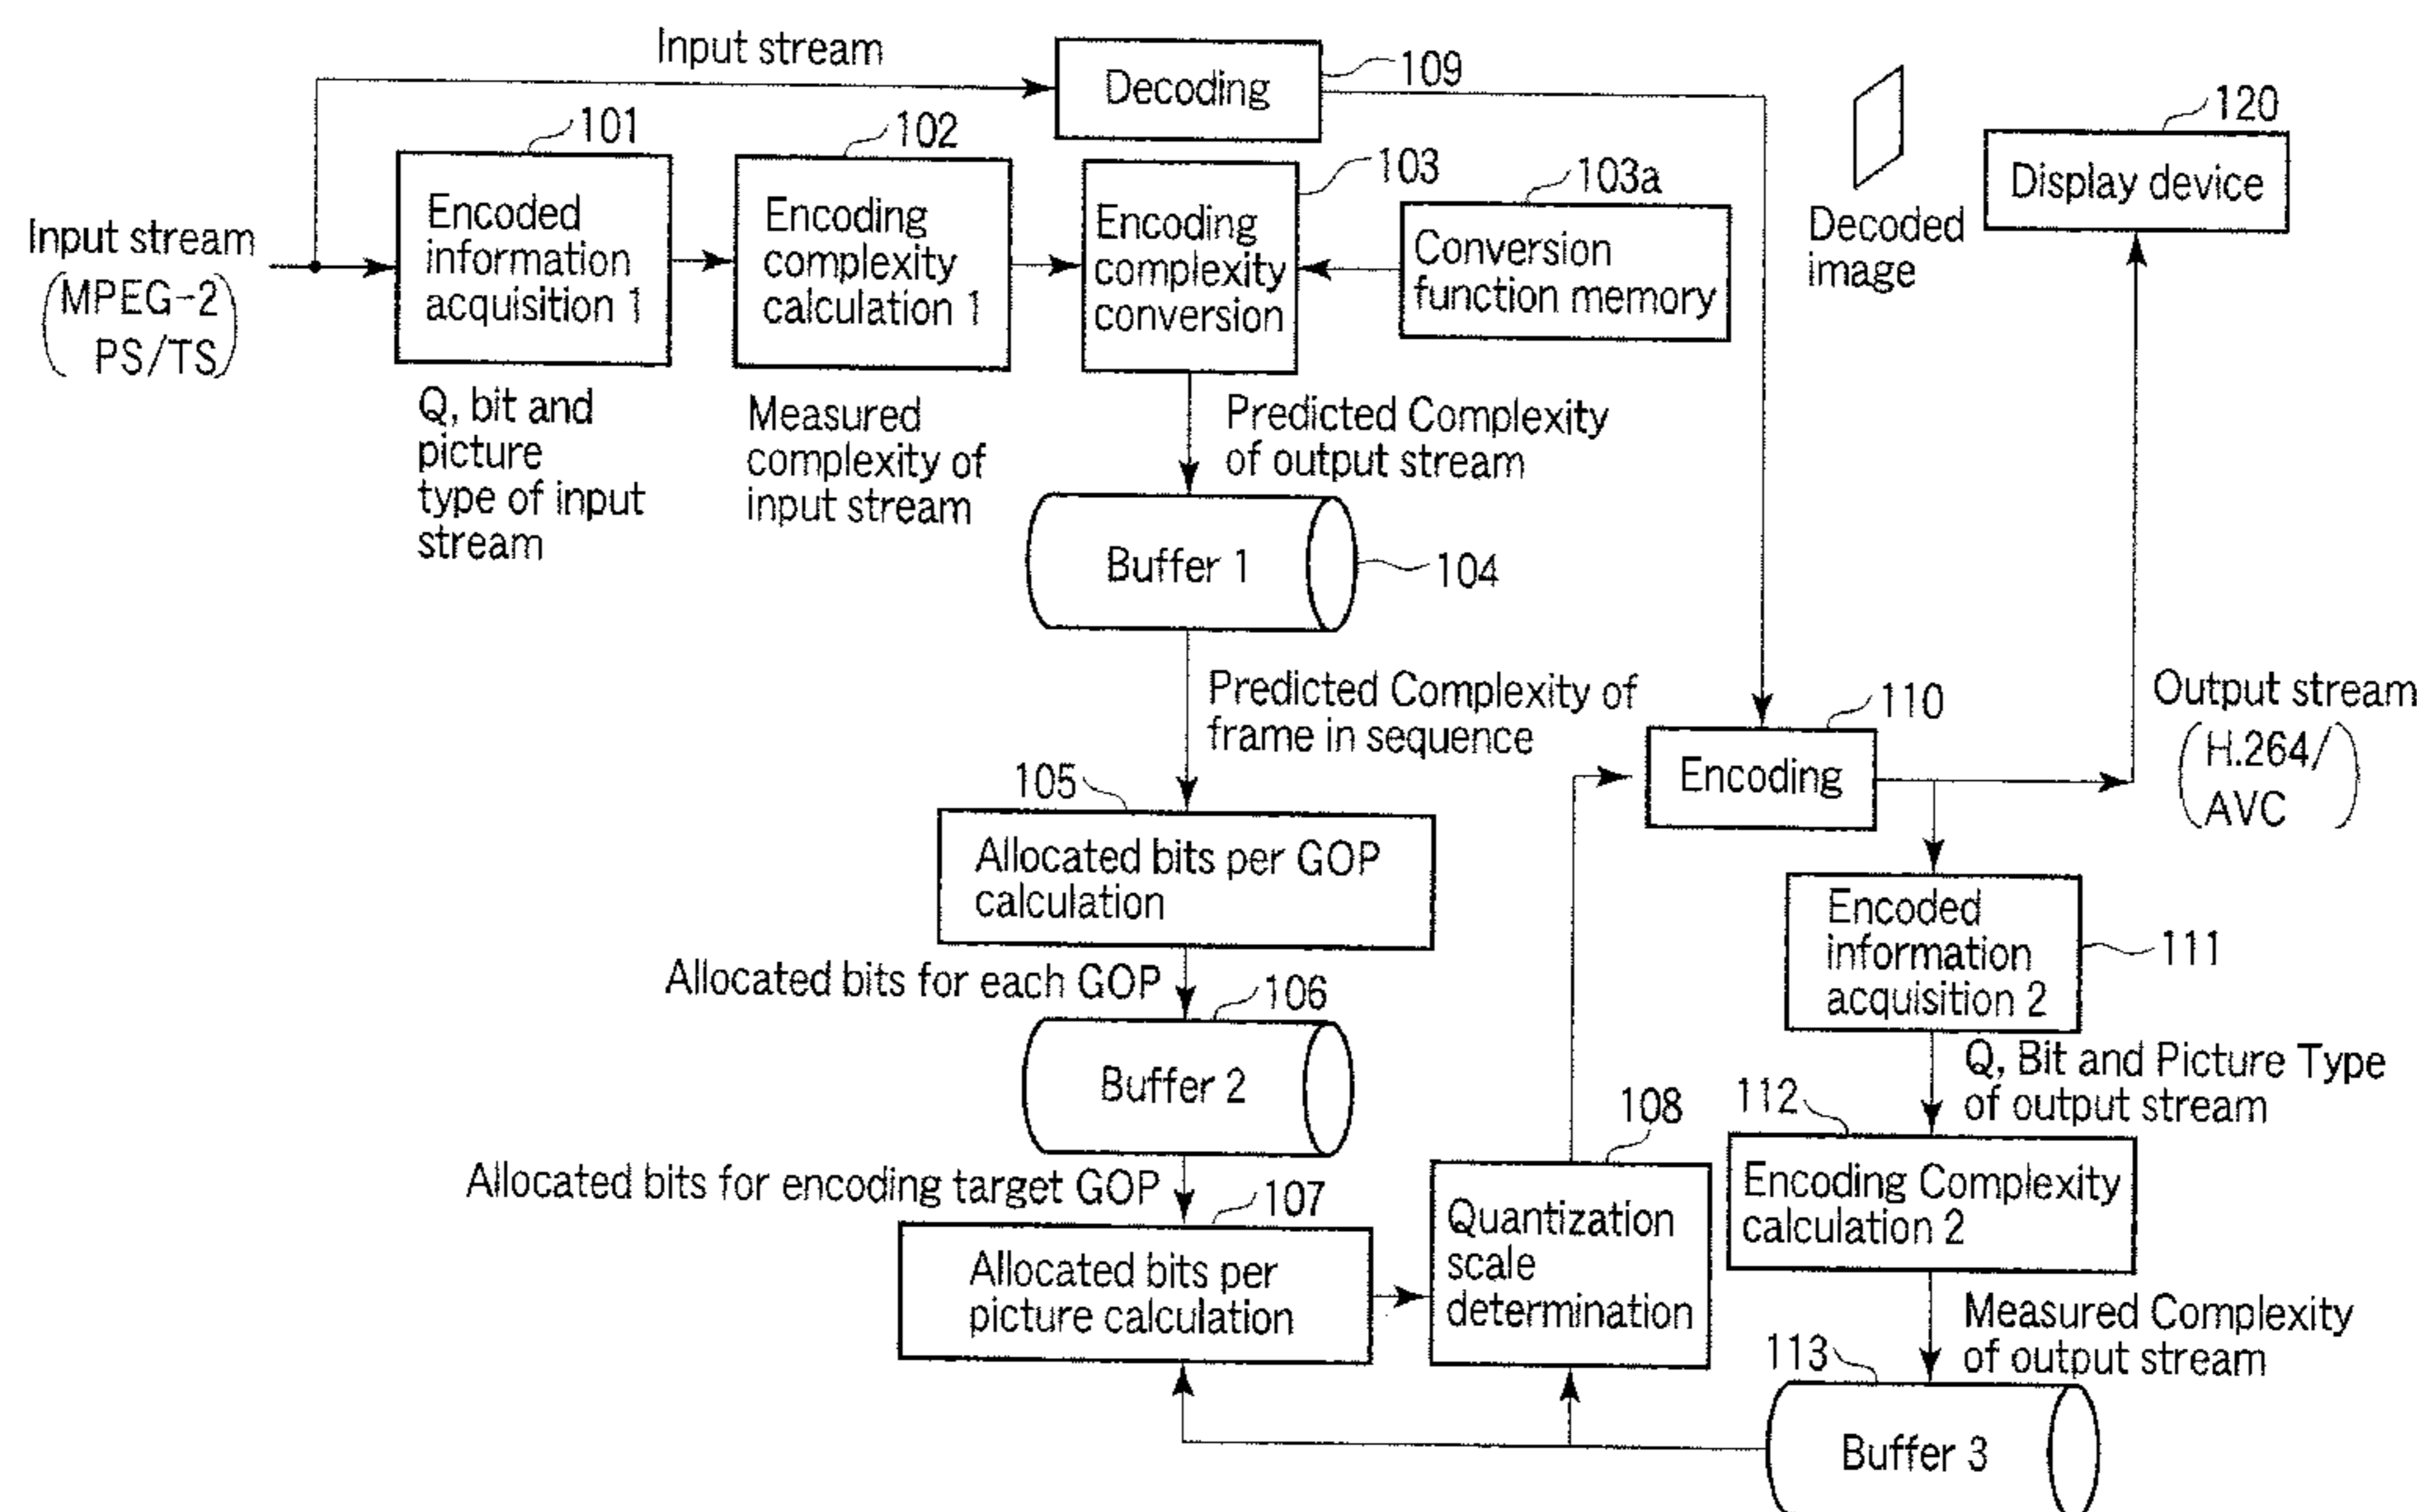 Input stream
Decoding
109
101
102
103
103a
120
Input stream
(MPEG-2
PS/TS)
Encoded
information
acquisition 1
Encoding
complexity
calculation 1
Encoding
complexity
conversion
Conversion
function memory
Decoded
image
Display device
Q, bit and
picture
type of input
stream
Measured
complexity of
input stream
Predicted Complexity
of output stream
Buffer 1
104
Predicted Complexity of
frame in sequence
105
Allocated bits per GOP
calculation
110
Encoding
Output stream
(H.264/
AVC )
Allocated bits for each GOP
106
Buffer 2
Encoded
information
acquisition 2
111
Q, Bit and Picture Type
of output stream
Allocated bits for encoding target GOP
107
Allocated bits per
picture calculation
108
Quantization
scale
determination
112
Encoding Complexity
calculation 2
Measured Complexity
of output stream
113
Buffer 3